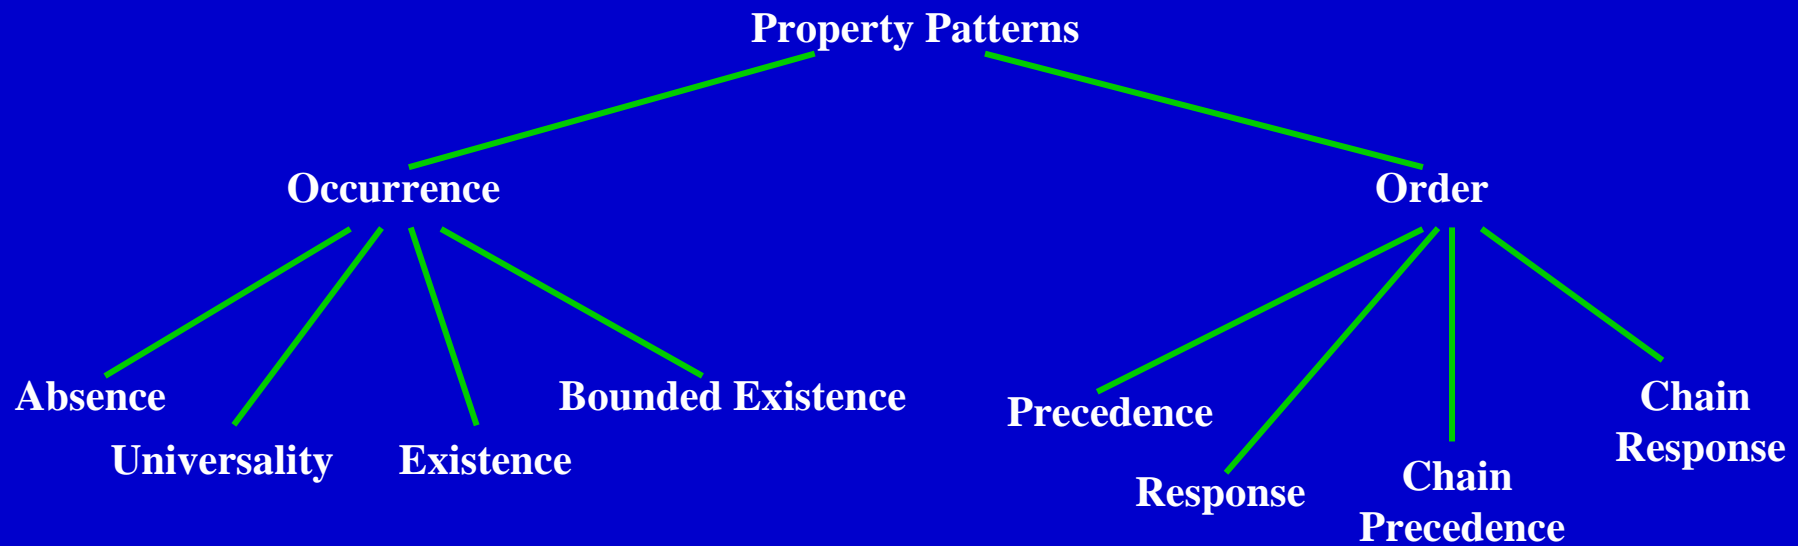 Property Patterns
Occurrence
Order
Absence
Universality
Existence
Bounded Existence
Precedence
Response
Chain
Precedence
Chain
Response